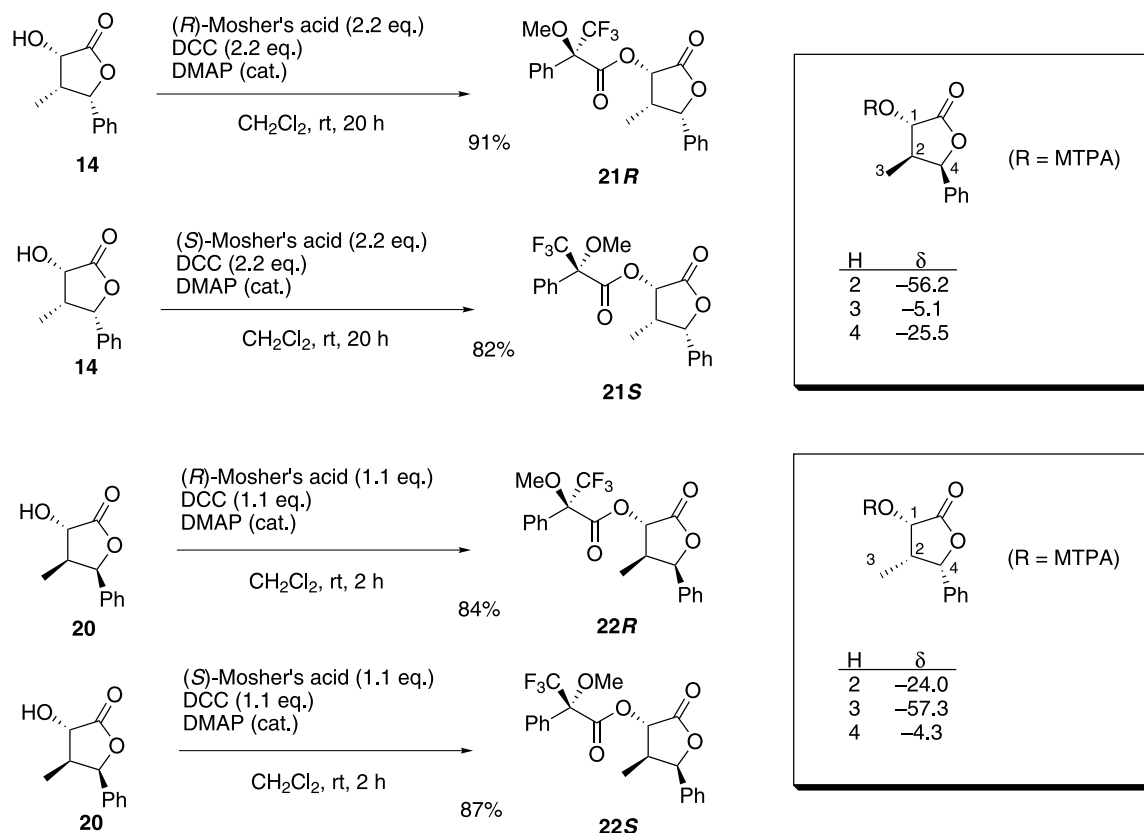 HO
O
O
Ph
14
(R)-Mosher's acid (2.2 eq.)
DCC (2.2 eq.)
DMAP (cat.)
CH2Cl2, rt, 20 h
91%
MeO
CF3
Ph
O
O
O
O
Ph
21R
RO
O
O
1
2
3
4
Ph
(R = MTPA)
H δ
2 –56.2
3 –5.1
4 –25.5
HO
O
O
Ph
14
(S)-Mosher's acid (2.2 eq.)
DCC (2.2 eq.)
DMAP (cat.)
CH2Cl2, rt, 20 h
82%
F3C
OMe
Ph
O
O
O
O
Ph
21S
HO
O
O
Ph
20
(R)-Mosher's acid (1.1 eq.)
DCC (1.1 eq.)
DMAP (cat.)
CH2Cl2, rt, 2 h
84%
MeO
CF3
Ph
O
O
O
O
Ph
22R
RO
O
O
1
2
3
4
Ph
(R = MTPA)
H δ
2 –24.0
3 –57.3
4 –4.3
HO
O
O
Ph
20
(S)-Mosher's acid (1.1 eq.)
DCC (1.1 eq.)
DMAP (cat.)
CH2Cl2, rt, 2 h
87%
F3C
OMe
Ph
O
O
O
O
Ph
22S